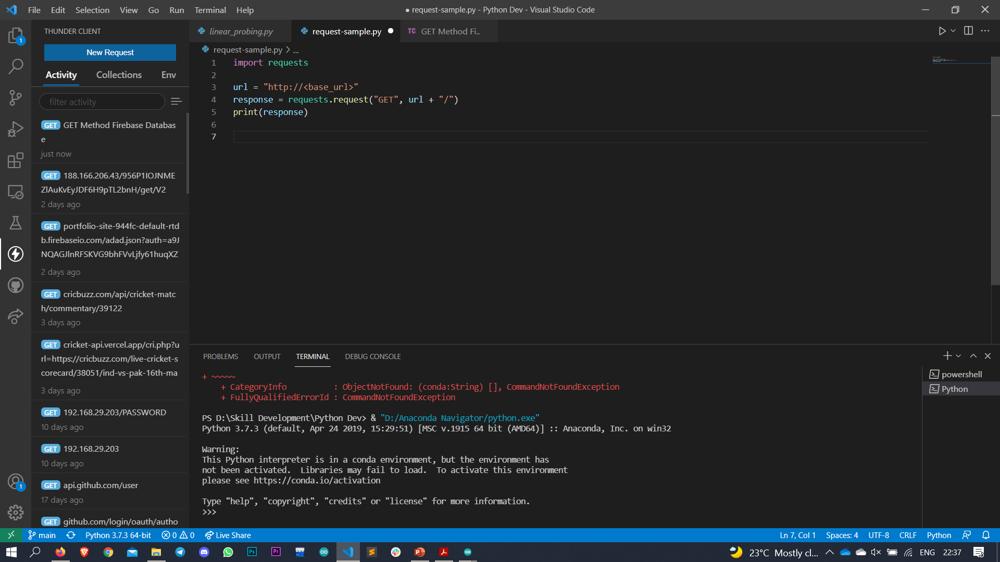 File Edit Selection View Go Run Terminal Help
● request-sample.py - Python Dev - Visual Studio Code
THUNDER CLIENT
New Request
Activity Collections Env
filter activity
GET GET Method Firebase Databas
e
just now
GET 188.166.206.43/956P1IOJNME
ZlAuKvEyJDF6H9pTL2bnH/get/V2
2 days ago
GET portfolio-site-944fc-default-rtd
b.firebaseio.com/adad.json?auth=a9J
NQAGJlnRFSKVG9bhFVvLjfy61huqXZ
2 days ago
GET cricbuzz.com/api/cricket-matc
h/commentary/39122
3 days ago
GET cricket-api.vercel.app/cri.php?u
rl=https://cricbuzz.com/live-cricket-s
corecard/38051/ind-vs-pak-16th-ma
3 days ago
GET 192.168.29.203/PASSWORD
10 days ago
GET 192.168.29.203
10 days ago
GET api.github.com/user
17 days ago
GET github.com/login/oauth/autho
1
1
linear_probing.py
request-sample.py ●
TC GET Method Fi..
request-sample.py > ...
1 import requests
2
3 url = "http://<base_url>"
4 response = requests.request("GET", url + "/")
5 print(response)
6
7
PROBLEMS OUTPUT TERMINAL DEBUG CONSOLE
+ ~~~~~
+ CategoryInfo : ObjectNotFound: (conda:String) [], CommandNotFoundException
+ FullyQualifiedErrorId : CommandNotFoundException
PS D:\Skill Development\Python Dev> & "D:/Anaconda Navigator/python.exe"
Python 3.7.3 (default, Apr 24 2019, 15:29:51) [MSC v.1915 64 bit (AMD64)] :: Anaconda, Inc. on win32
Warning:
This Python interpreter is in a conda environment, but the environment has
not been activated.  Libraries may fail to load.  To activate this environment
please see https://conda.io/activation
Type "help", "copyright", "credits" or "license" for more information.
>>>
powershell
Python
main Python 3.7.3 64-bit 0 0 Live Share
Ln 7, Col 1 Spaces: 4 UTF-8 CRLF Python
Ps Pr DEV
23°C Mostly cl... ENG 22:37